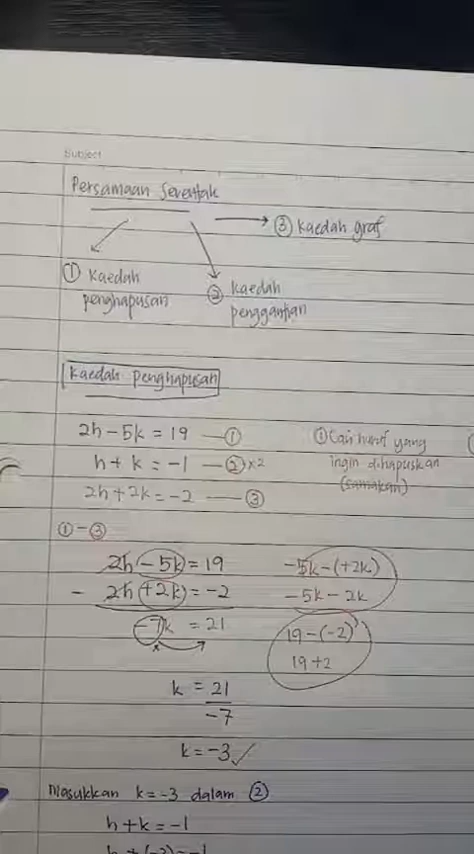 Subject
Persamaan Serentak
③ Kaedah graf
① Kaedah penghapusan
② Kaedah penggantian
Kaedah Penghapusan
2h - 5k = 19 — ①
h + k = -1 — ② ×2
2h + 2k = -2 — ③
① Cari huruf yang
ingin dihapuskan
(samakan)
① - ③
2h - 5k = 19
- 2h + 2k = -2
-7k = 21
-5k - (+2k)
-5k - 2k
19 - (-2)
19 + 2
k = 21
-7
k = -3 ✓
Masukkan k = -3 dalam ②
h + k = -1
h + (-3) = -1